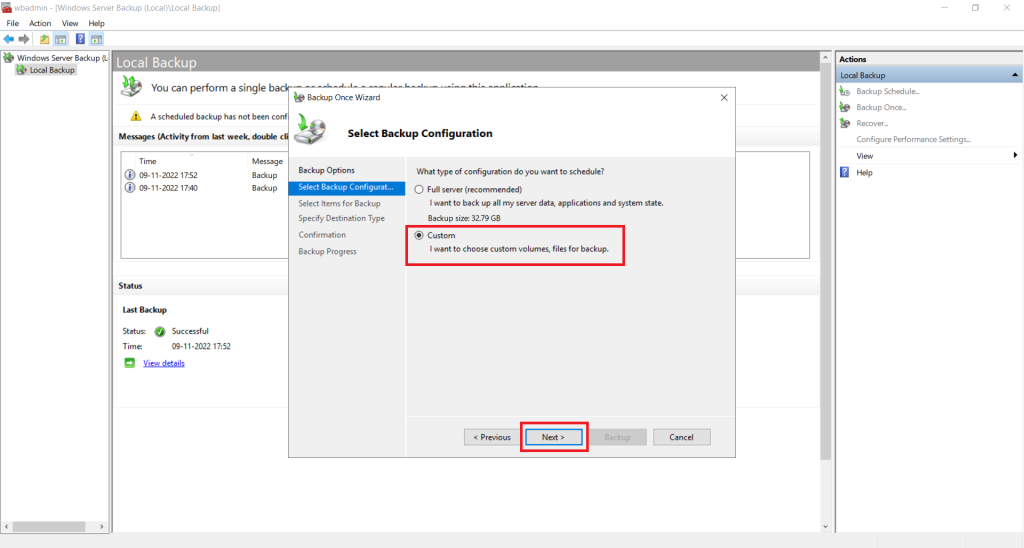 wbadmin - [Windows Server Backup (Local)\Local Backup]
File Action View Help
Windows Server Backup (L
Local Backup
Local Backup
You can perform a single backup or schedule a regular backup using this application
A scheduled backup has not been conf
Messages (Activity from last week, double cli
Time Message
09-11-2022 17:52 Backup
09-11-2022 17:40 Backup
Status
Last Backup
Status: Successful
Time: 09-11-2022 17:52
View details
Backup Once Wizard
Select Backup Configuration
Backup Options
Select Backup Configurat...
Select Items for Backup
Specify Destination Type
Confirmation
Backup Progress
What type of configuration do you want to schedule?
Full server (recommended)
I want to back up all my server data, applications and system state.
Backup size: 32.79 GB
Custom
I want to choose custom volumes, files for backup.
< Previous Next > Backup Cancel
Actions
Local Backup
Backup Schedule...
Backup Once...
Recover...
Configure Performance Settings...
View
Help